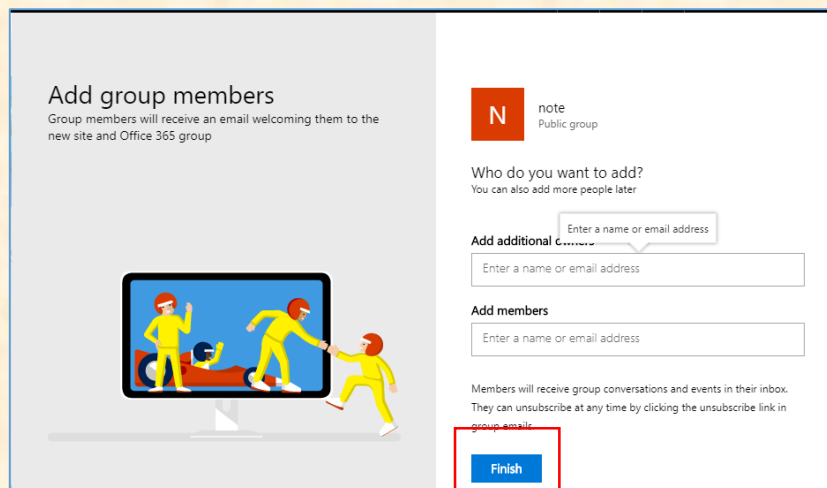 Add group members
Group members will receive an email welcoming them to the
new site and Office 365 group
N
note
Public group
Who do you want to add?
You can also add more people later
Enter a name or email address
Add additional owners
Enter a name or email address
Add members
Enter a name or email address
Members will receive group conversations and events in their inbox.
They can unsubscribe at any time by clicking the unsubscribe link in
group emails.
Finish